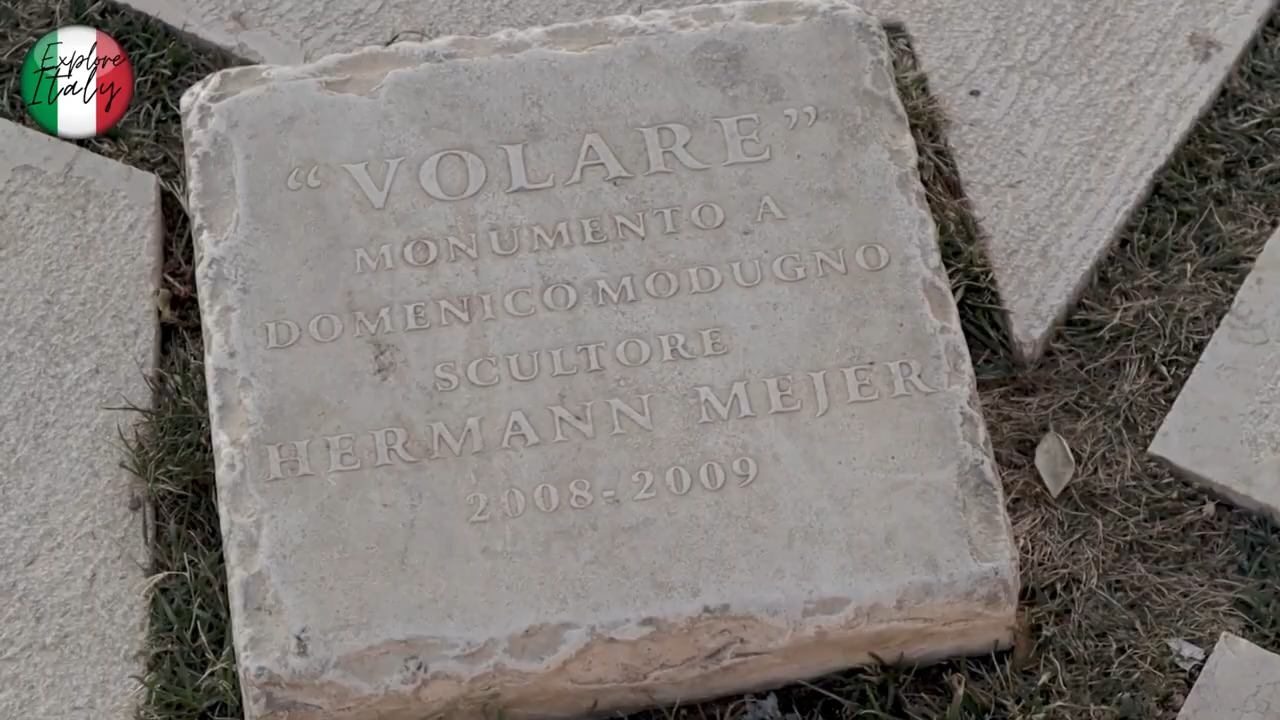 Explore
Italy
“VOLARE”
MONUMENTO A
DOMENICO MODUGNO
SCULTORE
HERMANN MEJER
2008-2009